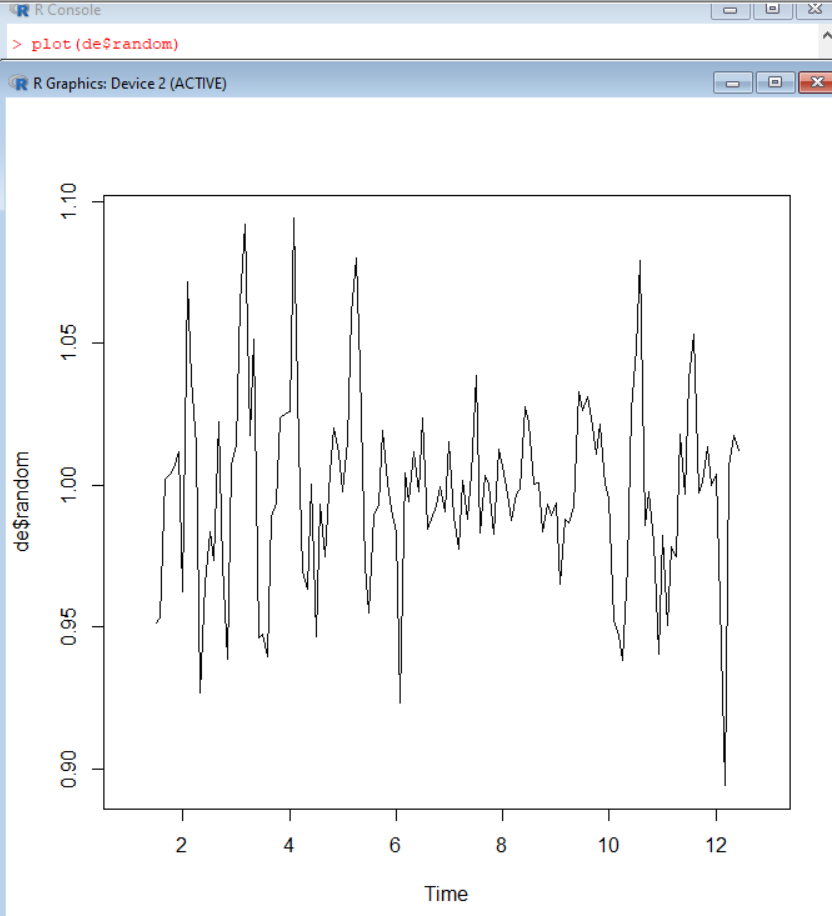 R Console
> plot(de$random)
R Graphics: Device 2 (ACTIVE)
1.10
1.05
1.00
0.95
0.90
de$random
2 4 6 8 10 12
Time